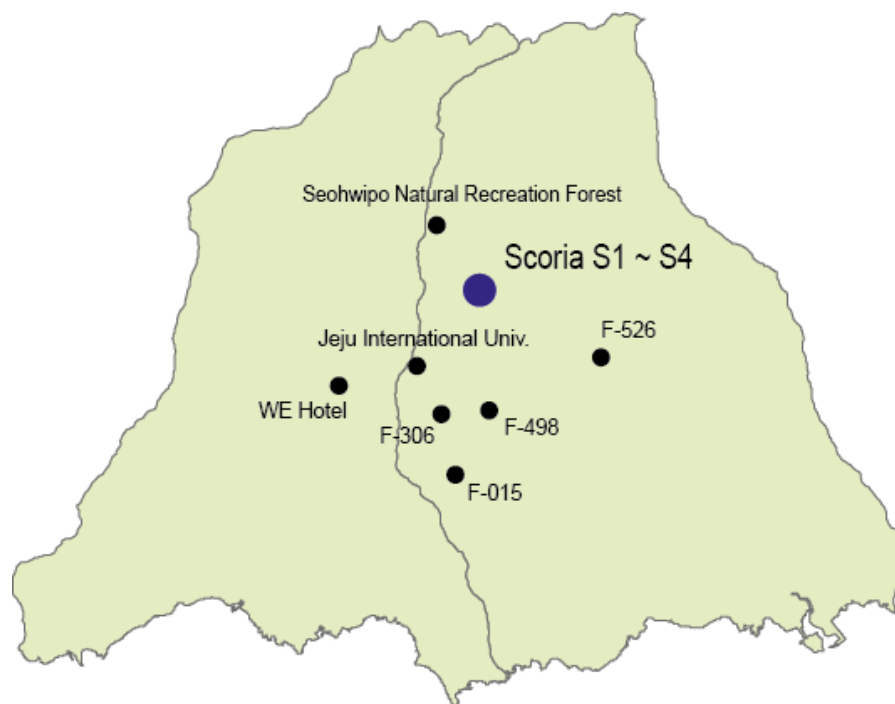 Seohwipo Natural Recreation Forest
Scoria S1 ~ S4
F-526
Jeju International Univ.
WE Hotel
F-306
F-498
F-015